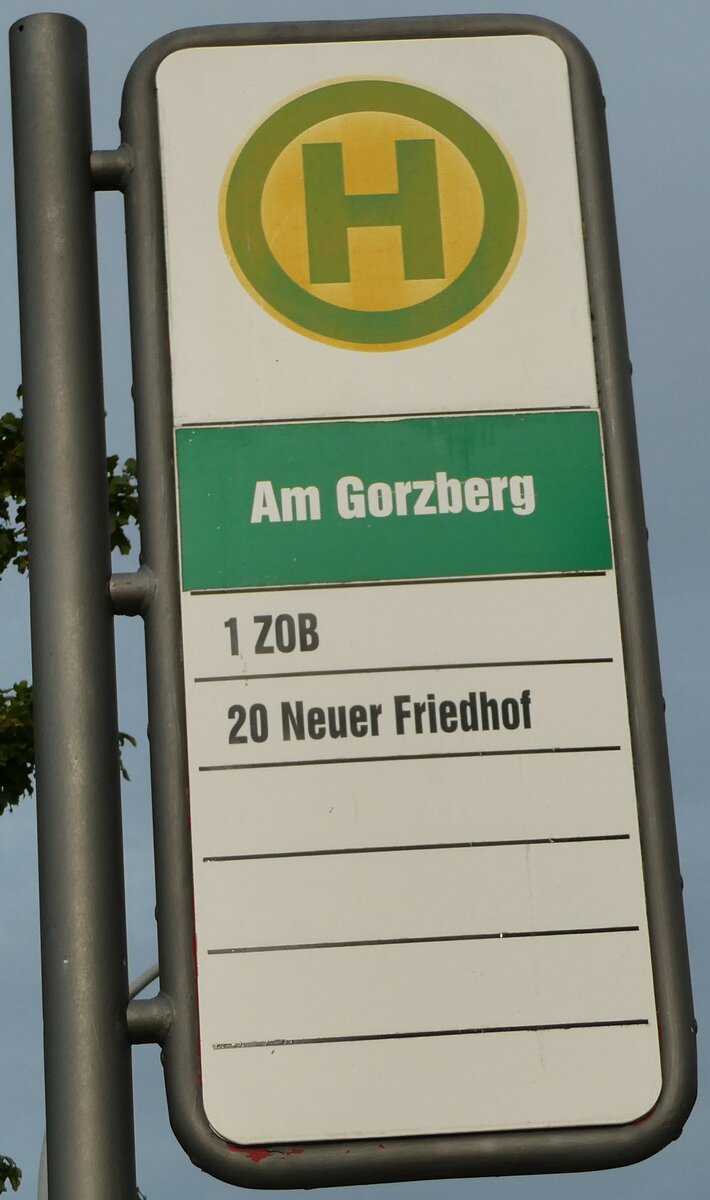 H
Am Gorzberg
1 ZOB
20 Neuer Friedhof